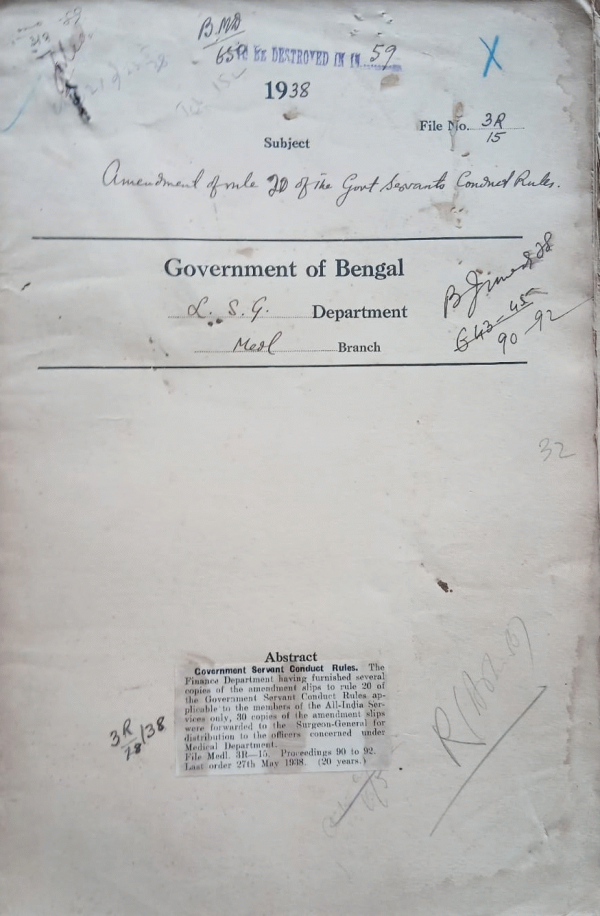 B.M.D
TO BE DESTROYED IN IN 59
1938
File No. 3R
15
Subject
Amendment of rule 20 of the Govt Servants Conduct Rules.
Government of Bengal
L. S. G. Department
Medl Branch
B June 38
643-45
90-92
32
Abstract
Government Servant Conduct Rules. The
Finance Department having furnished several
copies of the amendment slips to rule 20 of
the Government Servant Conduct Rules ap-
plicable to the members of the All-India Ser-
vices only, 30 copies of the amendment slips
were forwarded to the Surgeon-General for
distribution to the officers concerned under
Medical Department.
File Medl. 3R—15. Proceedings 90 to 92.
Last order 27th May 1938. (20 years.)
3R
/38